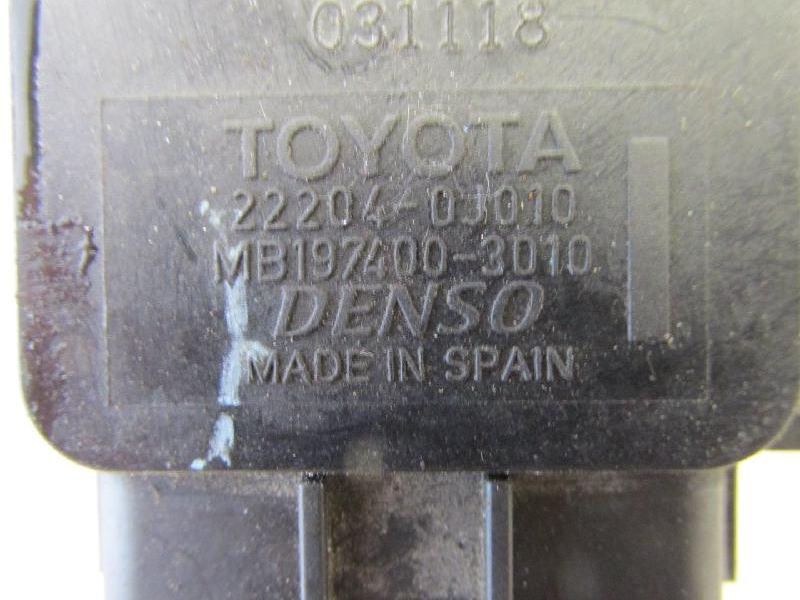 031118
TOYOTA
22204-0J010
MB197400-3010
DENSO
MADE IN SPAIN